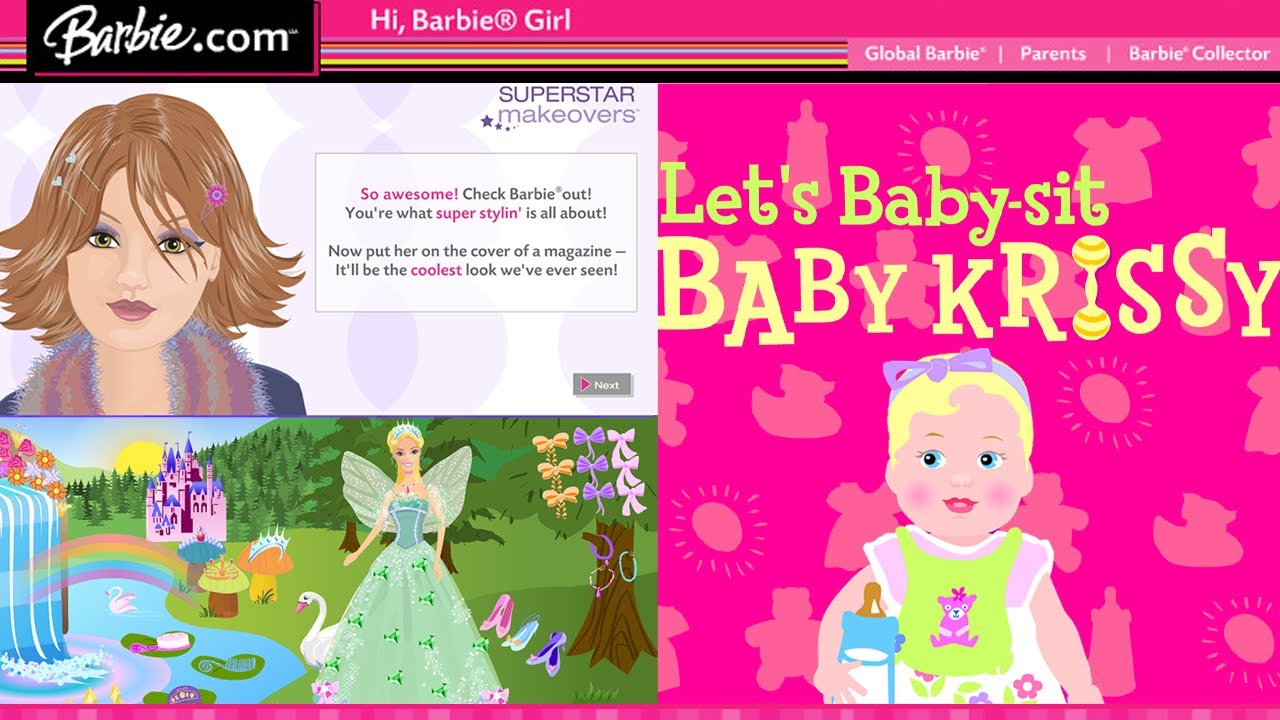 Barbie.com
Hi, Barbie® Girl
Global Barbie® | Parents | Barbie® Collector
SUPERSTAR
makeovers™
So awesome! Check Barbie® out!
You're what super stylin' is all about!
Now put her on the cover of a magazine –
It'll be the coolest look we've ever seen!
Next
Let's Baby-sit
BABY KRISSY